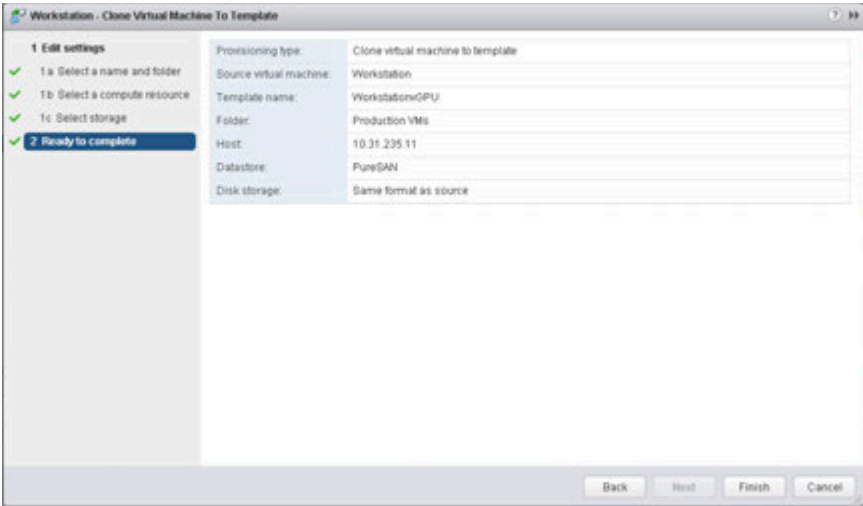 Workstation - Clone Virtual Machine To Template
1 Edit settings
1a Select a name and folder
1b Select a compute resource
1c Select storage
2 Ready to complete
Provisioning type: Clone virtual machine to template
Source virtual machine: Workstation
Template name: WorkstationvGPU
Folder: Production VMs
Host: 10.31.235.11
Datastore: PureSAN
Disk storage: Same format as source
Back Next Finish Cancel